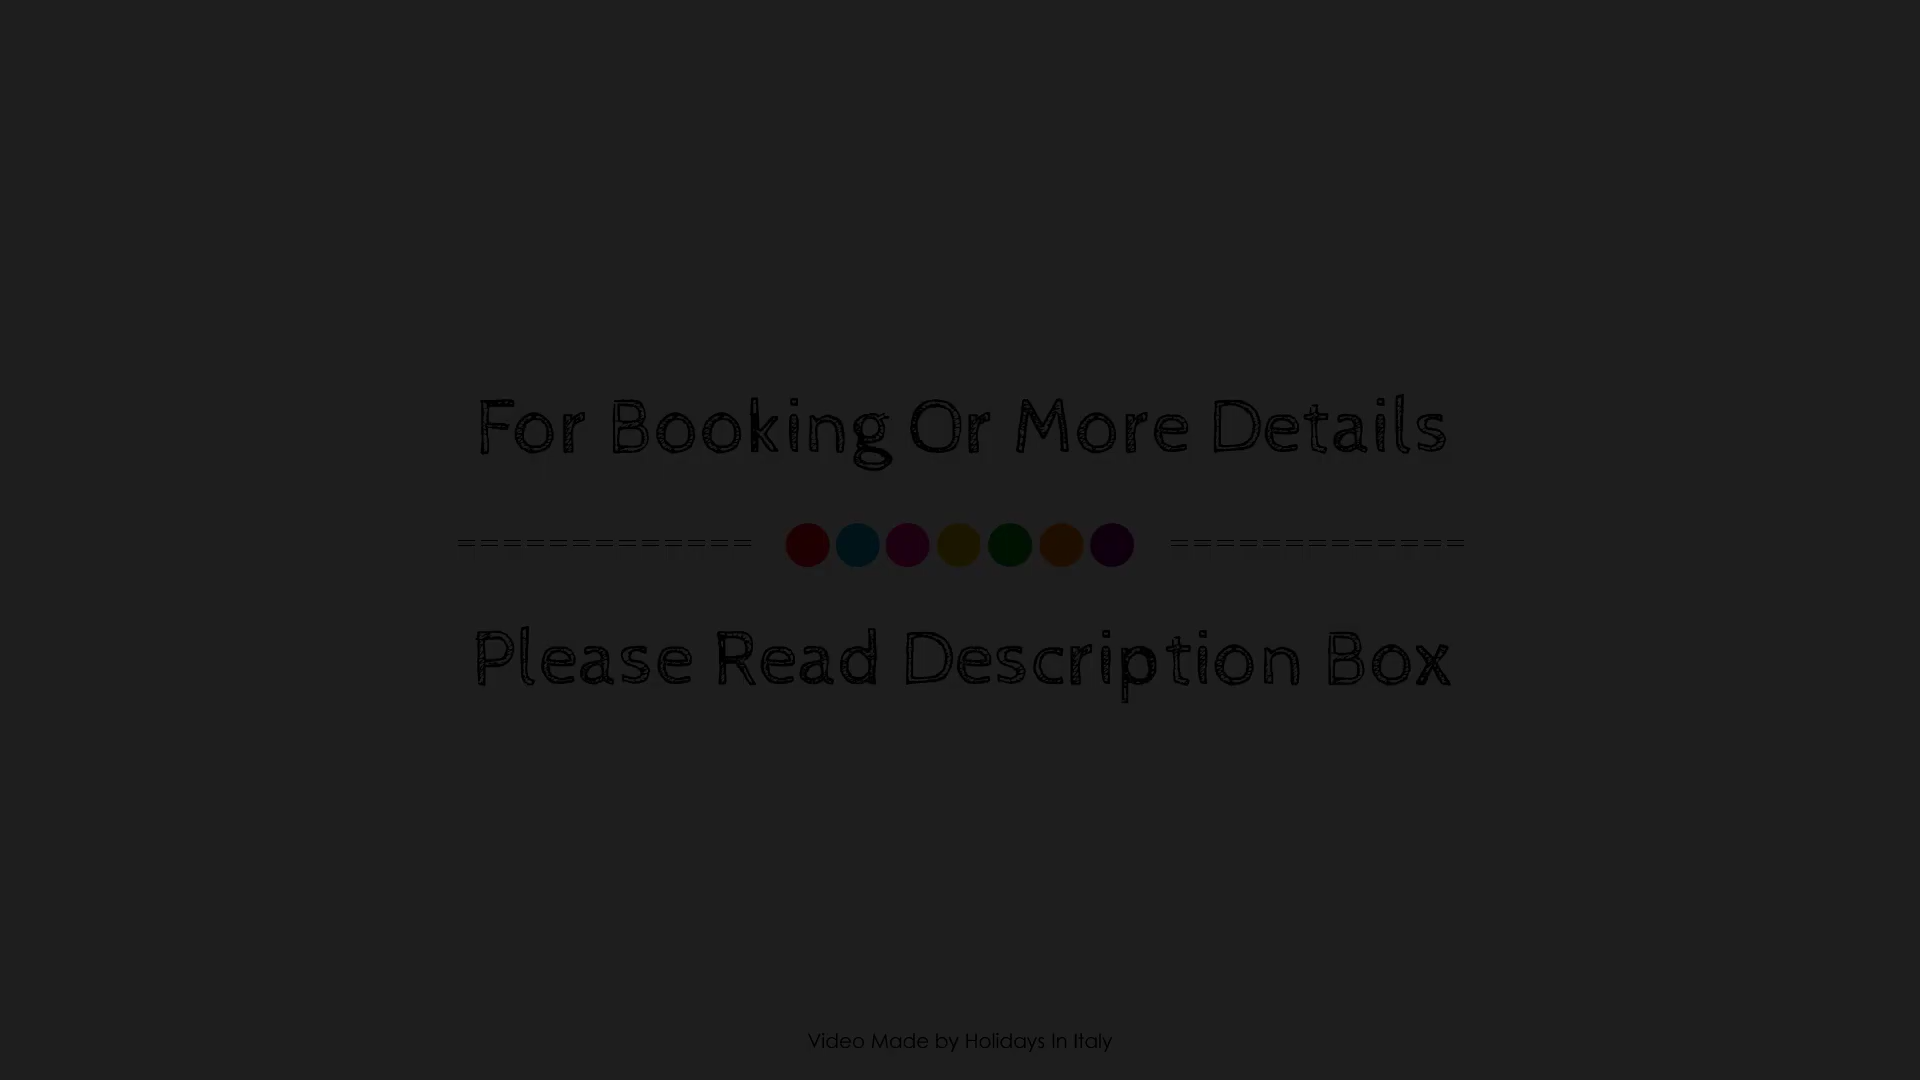 For Booking Or More Details
============= =============
Please Read Description Box
Video Made by Holidays In Italy